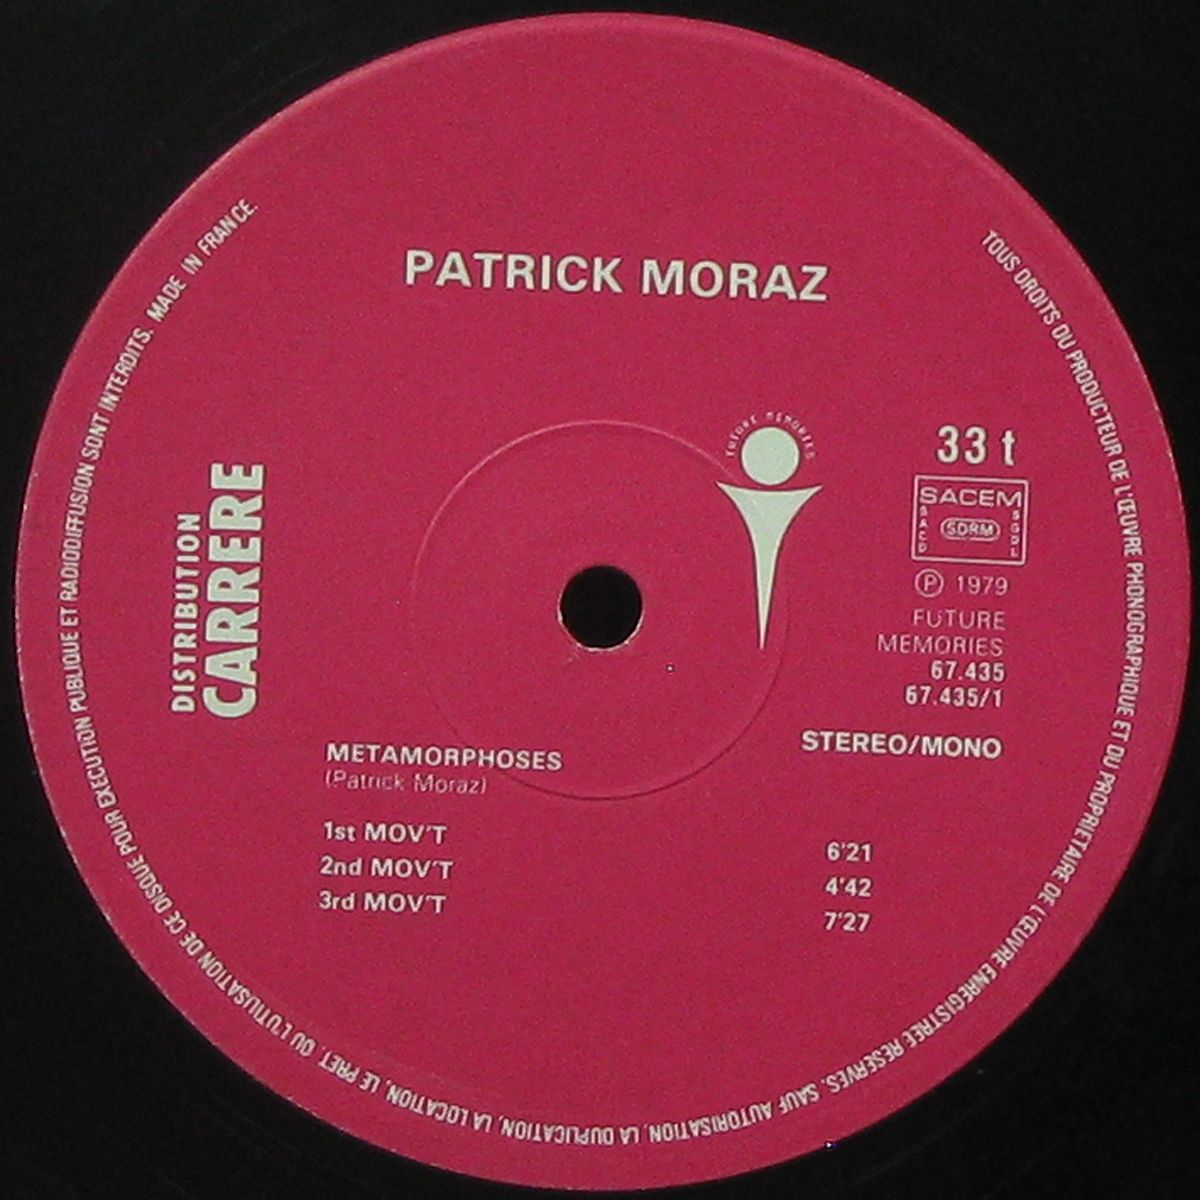 PATRICK MORAZ
FUTURE MEMORIES
33 t
SACEM
SACD
SDRM
SGDL
℗ 1979
FUTURE
MEMORIES
67.435
67.435/1
STEREO/MONO
DISTRIBUTION
CARRERE
METAMORPHOSES
(Patrick Moraz)
1st MOV'T 6'21
2nd MOV'T 4'42
3rd MOV'T 7'27
TOUS DROITS DU PRODUCTEUR DE L'ŒUVRE PHONOGRAPHIQUE ET DU PROPRIETAIRE DE L'ŒUVRE ENREGISTREE RESERVES. SAUF AUTORISATION, LA DUPLICATION, LA LOCATION, LE PRET, OU L'UTILISATION DE CE DISQUE POUR EXECUTION PUBLIQUE ET RADIODIFFUSION SONT INTERDITS. MADE IN FRANCE.